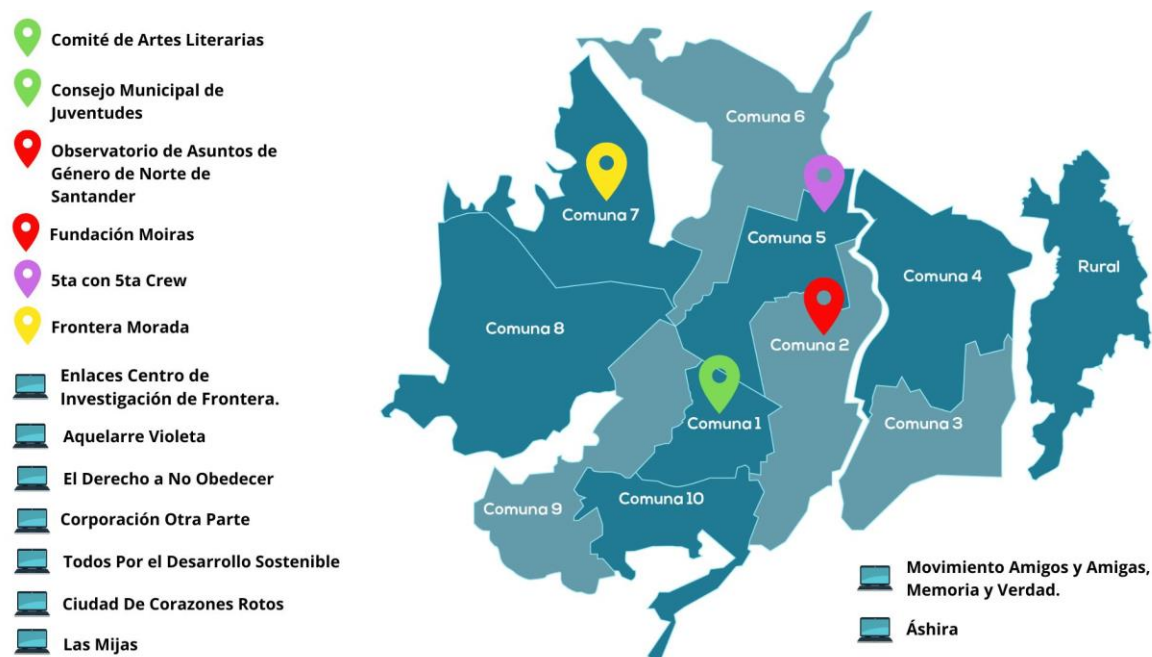 Comité de Artes Literarias
Consejo Municipal de
Juventudes
Observatorio de Asuntos de
Género de Norte de
Santander
Fundación Moiras
5ta con 5ta Crew
Frontera Morada
Enlaces Centro de
Investigación de Frontera.
Aquelarre Violeta
El Derecho a No Obedecer
Corporación Otra Parte
Todos Por el Desarrollo Sostenible
Ciudad De Corazones Rotos
Las Mijas
Comuna 6
Comuna 7
Comuna 5
Comuna 4
Rural
Comuna 8
Comuna 2
Comuna 1
Comuna 3
Comuna 10
Comuna 9
Movimiento Amigos y Amigas,
Memoria y Verdad.
Áshira